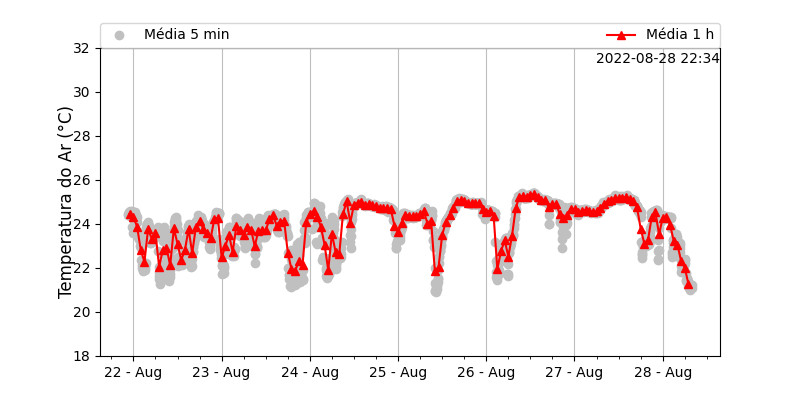 Média 5 min
Média 1 h
2022-08-28 22:34
Temperatura do Ar (°C)
32
30
28
26
24
22
20
18
22 - Aug
23 - Aug
24 - Aug
25 - Aug
26 - Aug
27 - Aug
28 - Aug